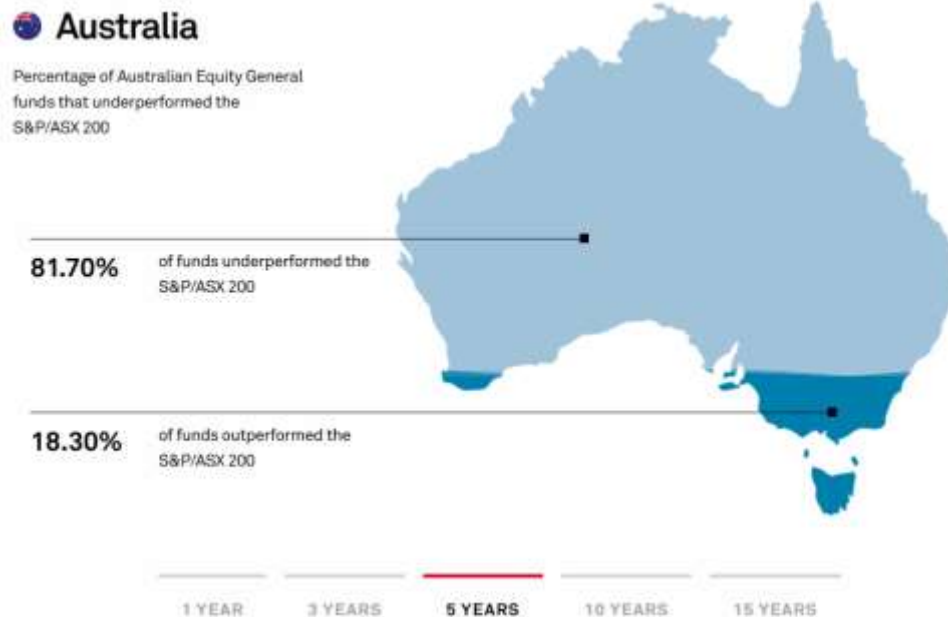 Australia
Percentage of Australian Equity General
funds that underperformed the
S&P/ASX 200
81.70%
of funds underperformed the
S&P/ASX 200
18.30%
of funds outperformed the
S&P/ASX 200
1 YEAR
3 YEARS
5 YEARS
10 YEARS
15 YEARS